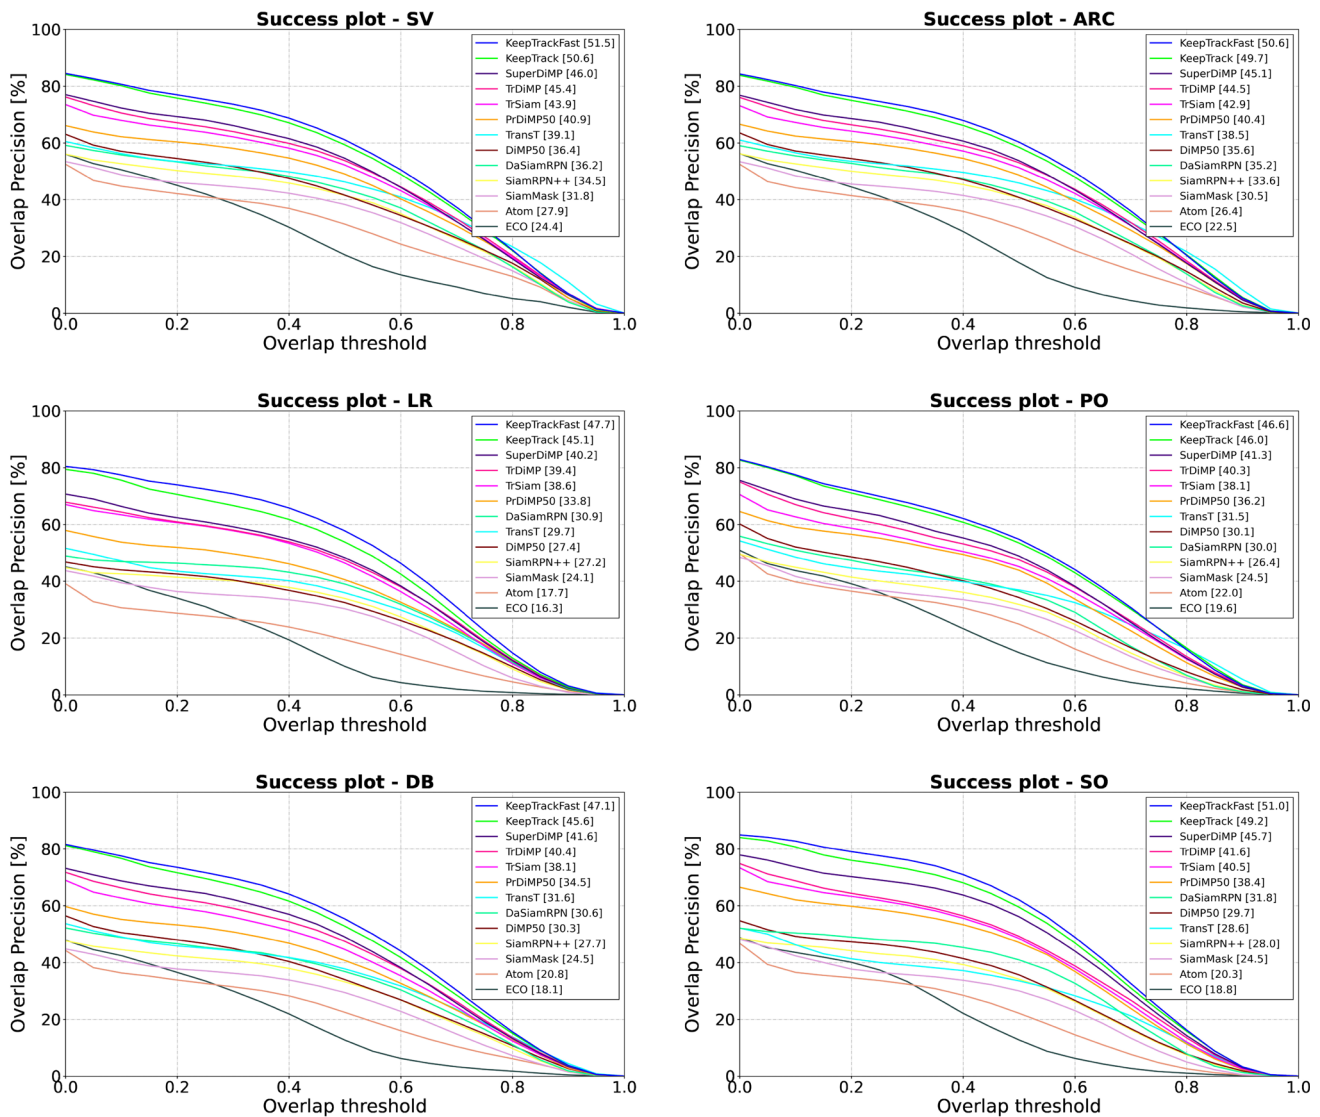 Success plot - SV
Overlap Precision [%]
100
80
60
40
20
0
0.0 0.2 0.4 0.6 0.8 1.0
Overlap threshold
KeepTrackFast [51.5]
KeepTrack [50.6]
SuperDiMP [46.0]
TrDiMP [45.4]
TrSiam [43.9]
PrDiMP50 [40.9]
TransT [39.1]
DiMP50 [36.4]
DaSiamRPN [36.2]
SiamRPN++ [34.5]
SiamMask [31.8]
Atom [27.9]
ECO [24.4]
Success plot - ARC
Overlap Precision [%]
100
80
60
40
20
0
0.0 0.2 0.4 0.6 0.8 1.0
Overlap threshold
KeepTrackFast [50.6]
KeepTrack [49.7]
SuperDiMP [45.1]
TrDiMP [44.5]
TrSiam [42.9]
PrDiMP50 [40.4]
TransT [38.5]
DiMP50 [35.6]
DaSiamRPN [35.2]
SiamRPN++ [33.6]
SiamMask [30.5]
Atom [26.4]
ECO [22.5]
Success plot - LR
Overlap Precision [%]
100
80
60
40
20
0
0.0 0.2 0.4 0.6 0.8 1.0
Overlap threshold
KeepTrackFast [47.7]
KeepTrack [45.1]
SuperDiMP [40.2]
TrDiMP [39.4]
TrSiam [38.6]
PrDiMP50 [33.8]
DaSiamRPN [30.9]
TransT [29.7]
DiMP50 [27.4]
SiamRPN++ [27.2]
SiamMask [24.1]
Atom [17.7]
ECO [16.3]
Success plot - PO
Overlap Precision [%]
100
80
60
40
20
0
0.0 0.2 0.4 0.6 0.8 1.0
Overlap threshold
KeepTrackFast [46.6]
KeepTrack [46.0]
SuperDiMP [41.3]
TrDiMP [40.3]
TrSiam [38.1]
PrDiMP50 [36.2]
TransT [31.5]
DiMP50 [30.1]
DaSiamRPN [30.0]
SiamRPN++ [26.4]
SiamMask [24.5]
Atom [22.0]
ECO [19.6]
Success plot - DB
Overlap Precision [%]
100
80
60
40
20
0
0.0 0.2 0.4 0.6 0.8 1.0
Overlap threshold
KeepTrackFast [47.1]
KeepTrack [45.6]
SuperDiMP [41.6]
TrDiMP [40.4]
TrSiam [38.1]
PrDiMP50 [34.5]
TransT [31.6]
DaSiamRPN [30.6]
DiMP50 [30.3]
SiamRPN++ [27.7]
SiamMask [24.5]
Atom [20.8]
ECO [18.1]
Success plot - SO
Overlap Precision [%]
100
80
60
40
20
0
0.0 0.2 0.4 0.6 0.8 1.0
Overlap threshold
KeepTrackFast [51.0]
KeepTrack [49.2]
SuperDiMP [45.7]
TrDiMP [41.6]
TrSiam [40.5]
PrDiMP50 [38.4]
DaSiamRPN [31.8]
DiMP50 [29.7]
TransT [28.6]
SiamRPN++ [28.0]
SiamMask [24.5]
Atom [20.3]
ECO [18.8]